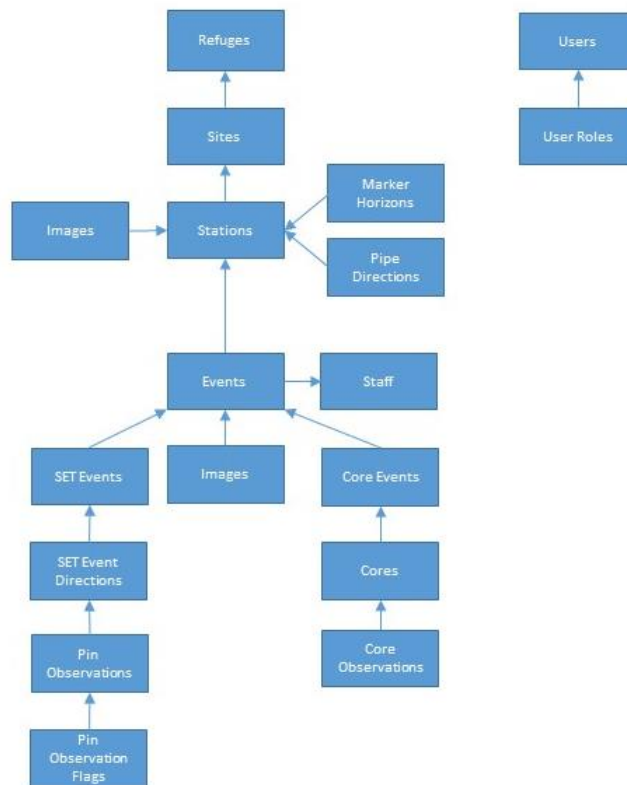 Refuges
Users
Sites
User Roles
Marker
Horizons
Images
Stations
Pipe
Directions
Events
Staff
SET Events
Images
Core Events
SET Event
Directions
Cores
Pin
Observations
Core
Observations
Pin
Observation
Flags